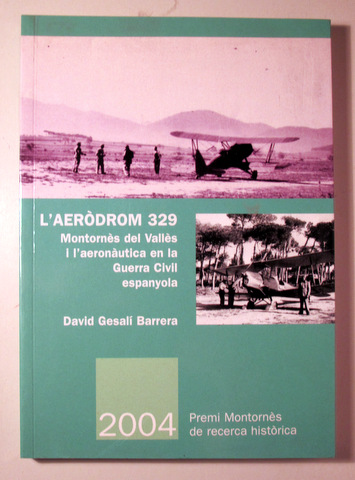 L'AERÒDROM 329
Montornès del Vallès
i l'aeronàutica en la
Guerra Civil
espanyola
David Gesalí Barrera
2004
Premi Montornès
de recerca històrica